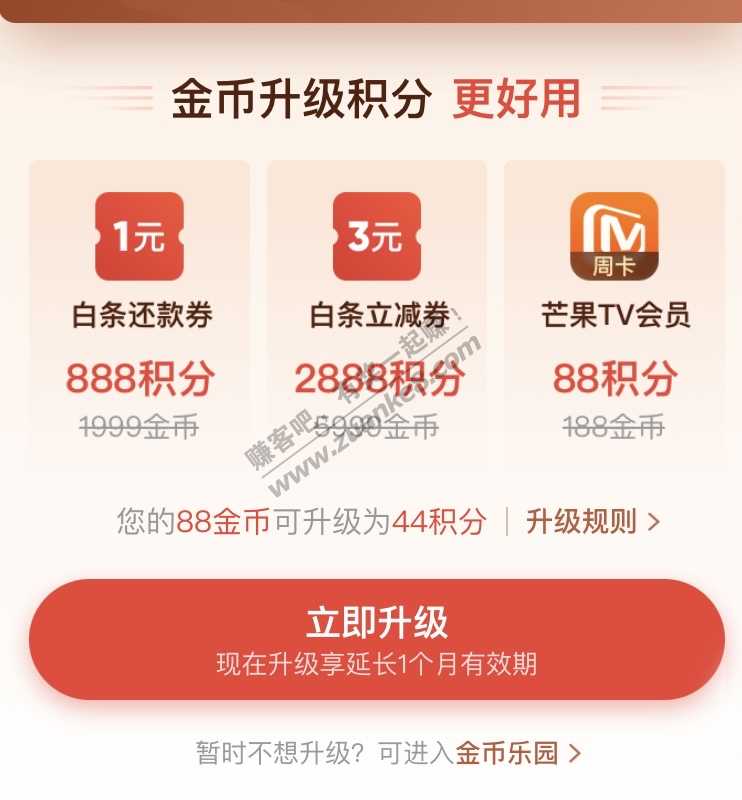 金币升级积分 更好用
1元
3元
周卡
白条还款券
白条立减券
芒果TV会员
888积分
2888积分
88积分
1999金币
5999金币
188金币
赚客吧,有奖一起赚!
www.zuanke8.com
您的88金币可升级为44积分 | 升级规则 >
立即升级
现在升级享延长1个月有效期
暂时不想升级？可进入金币乐园 >